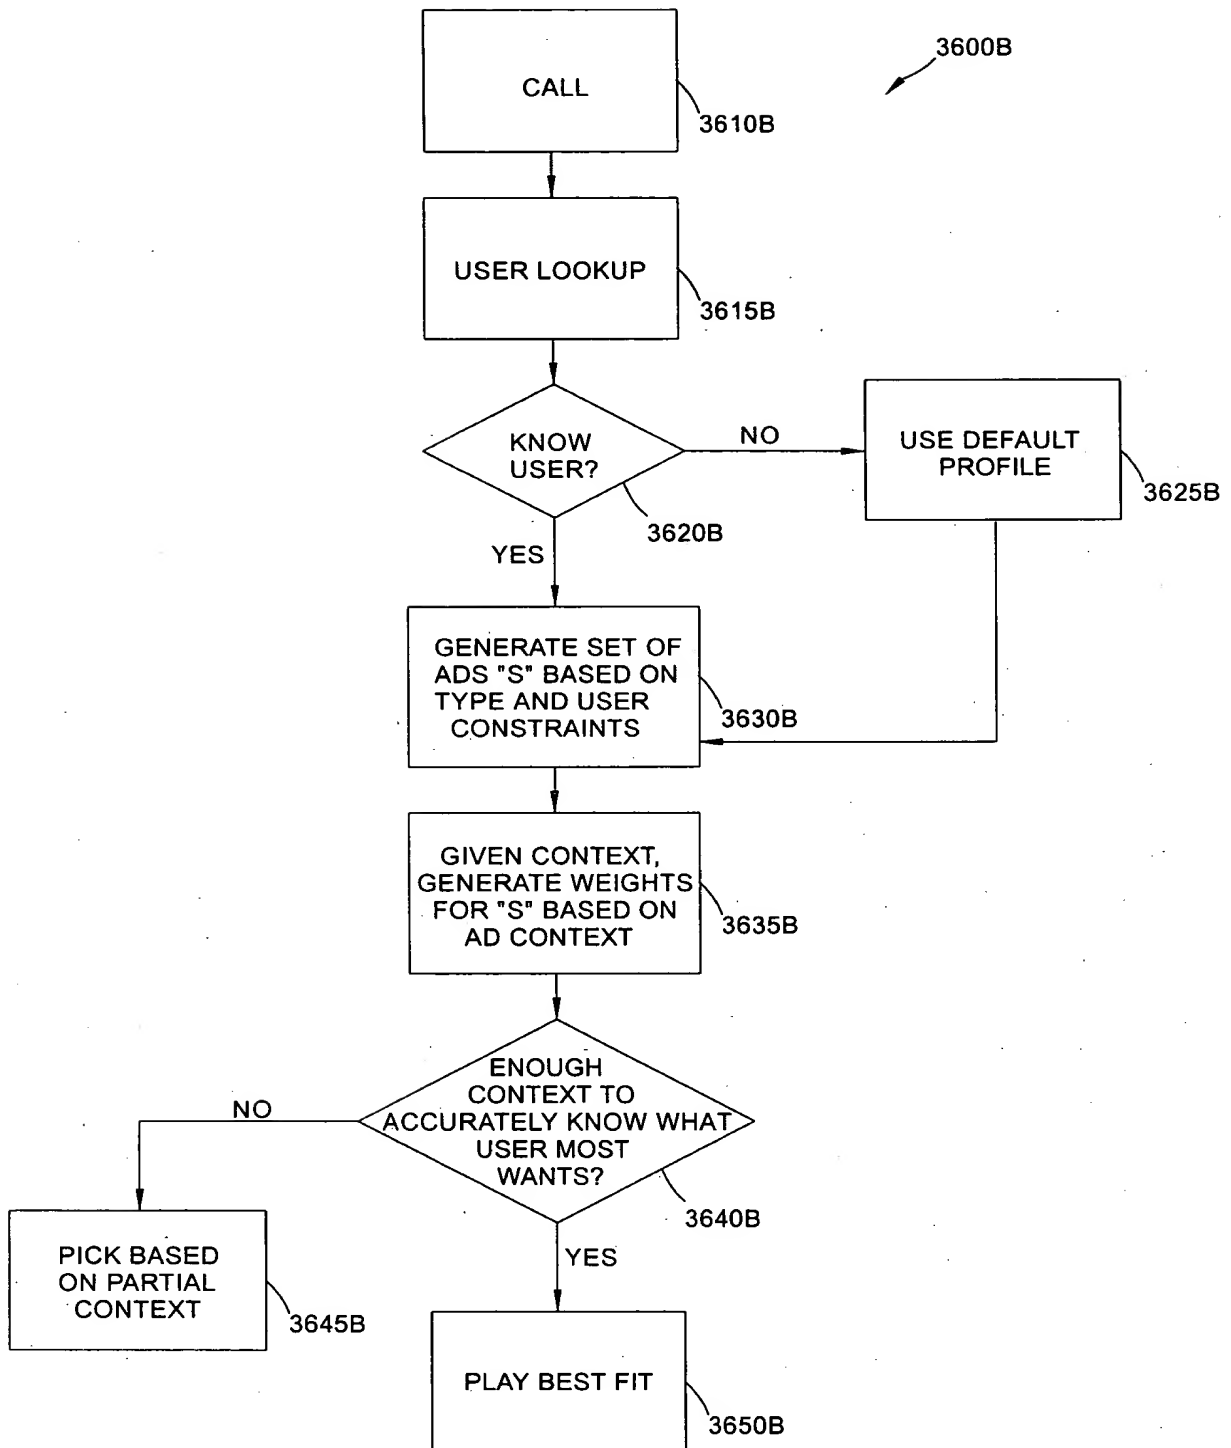 3600B
CALL
3610B
USER LOOKUP
3615B
KNOW
USER?
3620B
NO
USE DEFAULT
PROFILE
3625B
YES
GENERATE SET OF
ADS "S" BASED ON
TYPE AND USER
CONSTRAINTS
3630B
GIVEN CONTEXT,
GENERATE WEIGHTS
FOR "S" BASED ON
AD CONTEXT
3635B
ENOUGH
CONTEXT TO
ACCURATELY KNOW WHAT
USER MOST
WANTS?
3640B
NO
PICK BASED
ON PARTIAL
CONTEXT
3645B
YES
PLAY BEST FIT
3650B